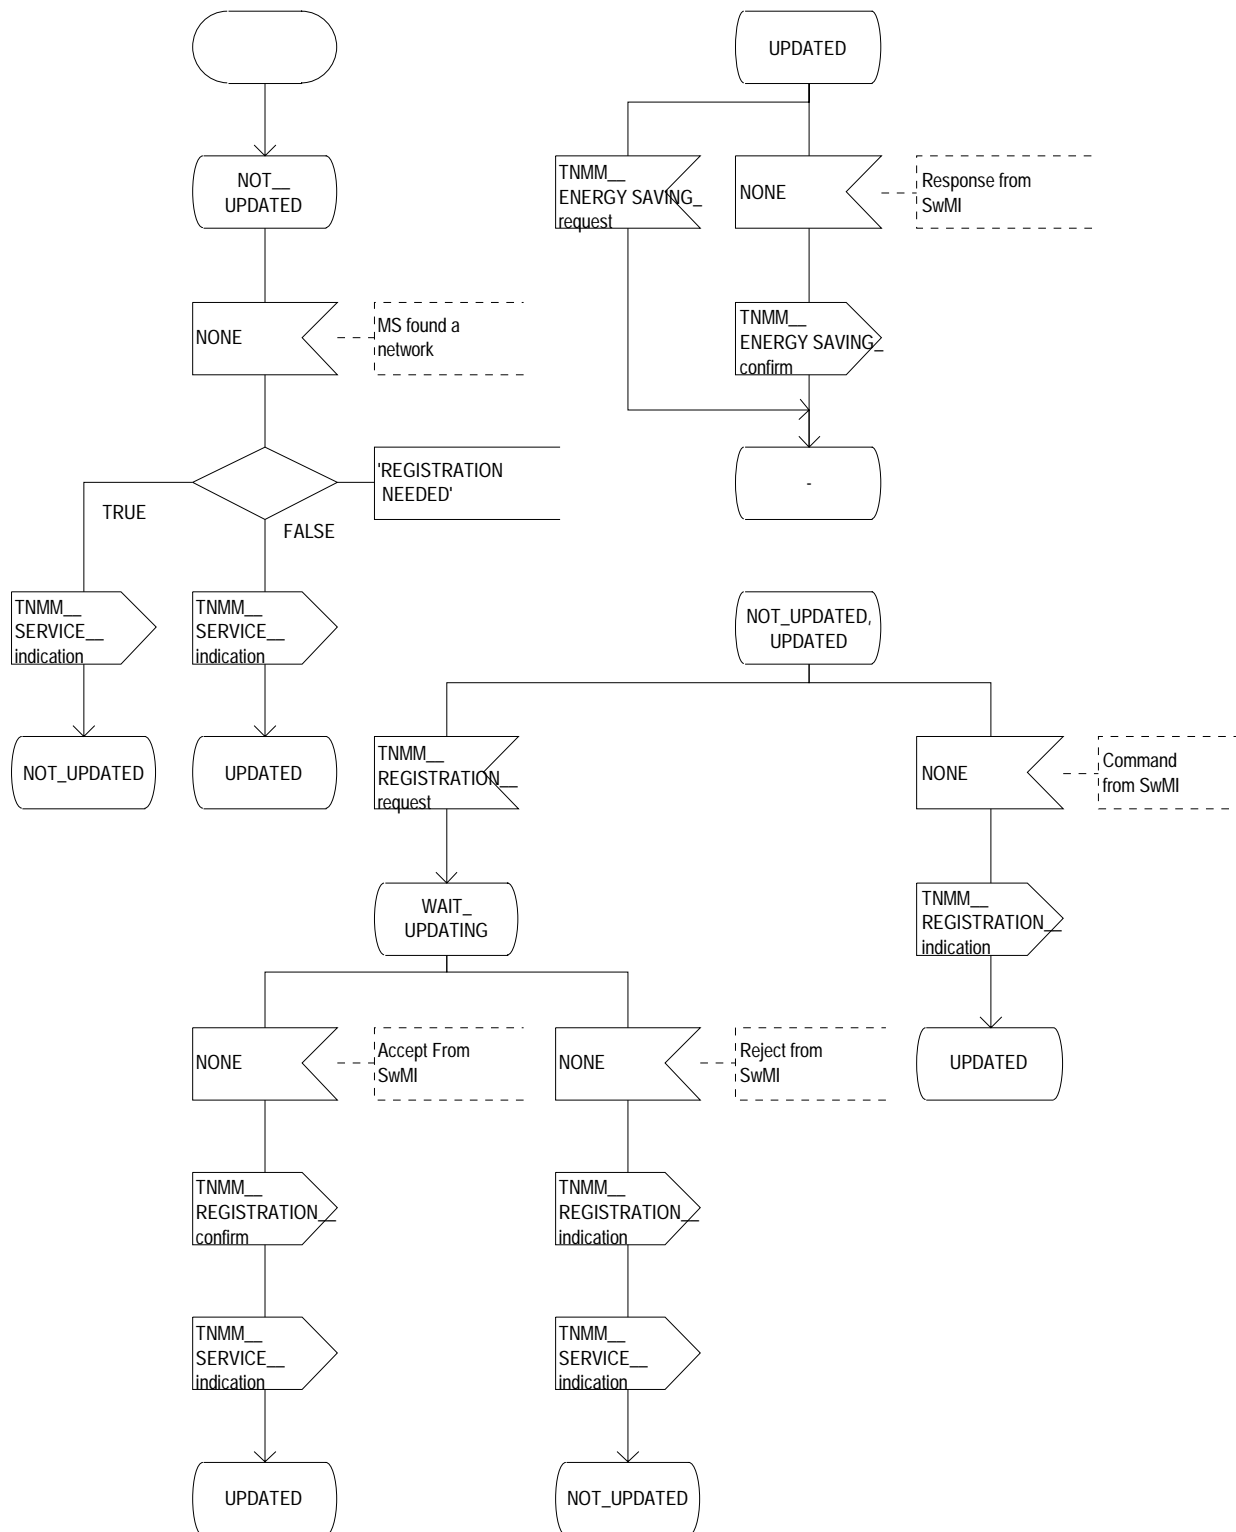 NOT__
UPDATED
NONE
MS found a
network
'REGISTRATION
NEEDED'
TRUE
FALSE
TNMM__
SERVICE__
indication
TNMM__
SERVICE__
indication
NOT_UPDATED
UPDATED
UPDATED
TNMM__
ENERGY SAVING_
request
NONE
Response from
SwMI
TNMM__
ENERGY SAVING_
confirm
-
NOT_UPDATED,
UPDATED
TNMM__
REGISTRATION__
request
NONE
Command
from SwMI
WAIT_
UPDATING
TNMM__
REGISTRATION__
indication
UPDATED
NONE
Accept From
SwMI
NONE
Reject from
SwMI
TNMM__
REGISTRATION__
confirm
TNMM__
REGISTRATION__
indication
TNMM__
SERVICE__
indication
TNMM__
SERVICE__
indication
UPDATED
NOT_UPDATED